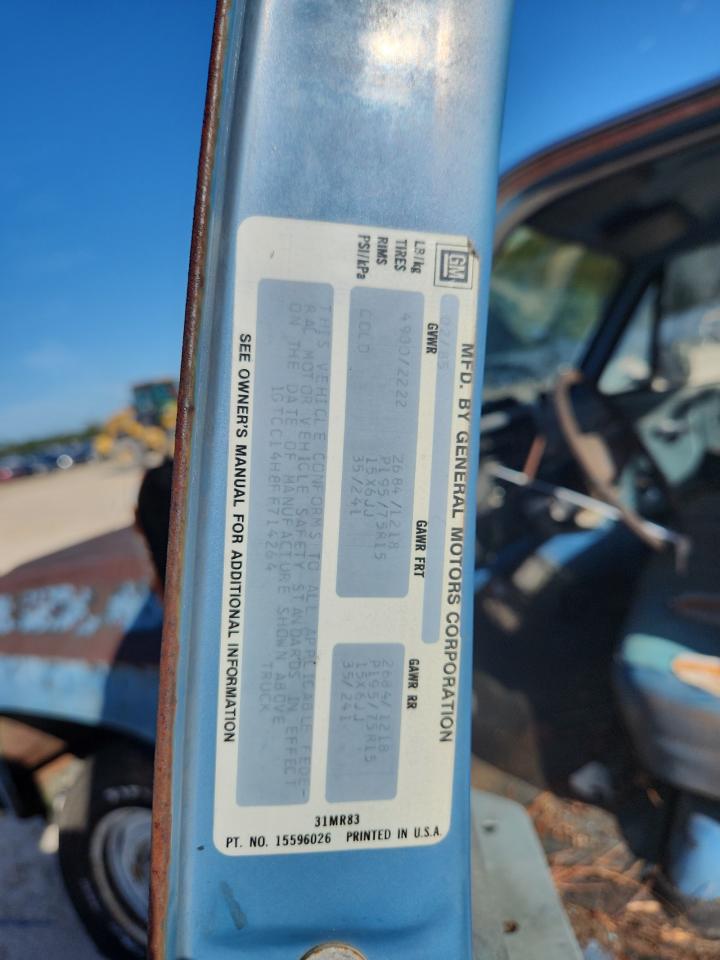 GM
MFD. BY GENERAL MOTORS CORPORATION
GVWR GAWR FRT GAWR RR
LB/kg 4900/2222 2684/1218 2684/1218
TIRES P195/75R15 P195/75R15
RIMS 15X6JJ 15X6JJ
PSI/kPa COLD 35/241 35/241
THIS VEHICLE CONFORMS TO ALL APPLICABLE FEDE-
RAL MOTOR VEHICLE SAFETY STANDARDS IN EFFECT
ON THE DATE OF MANUFACTURE SHOWN ABOVE
TRUCK
SEE OWNER'S MANUAL FOR ADDITIONAL INFORMATION
31MR83
PT. NO. 15596026 PRINTED IN U.S.A.